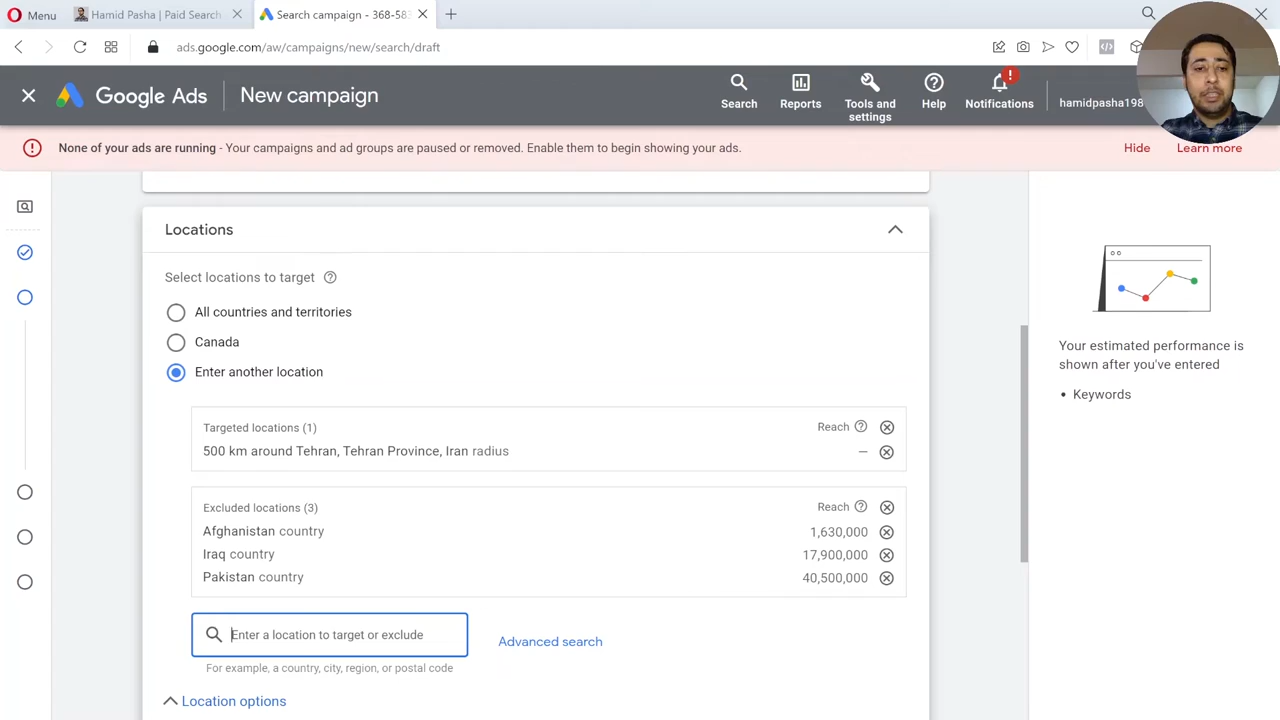 Menu
Hamid Pasha | Paid Search
Search campaign - 368-583
ads.google.com/aw/campaigns/new/search/draft
Google Ads
New campaign
Search
Reports
Tools and settings
Help
Notifications
hamidpasha198
None of your ads are running - Your campaigns and ad groups are paused or removed. Enable them to begin showing your ads.
Hide
Learn more
Locations
Select locations to target
All countries and territories
Canada
Enter another location
Targeted locations (1)
Reach
500 km around Tehran, Tehran Province, Iran radius
–
Excluded locations (3)
Reach
Afghanistan country
1,630,000
Iraq country
17,900,000
Pakistan country
40,500,000
Enter a location to target or exclude
Advanced search
For example, a country, city, region, or postal code
Location options
Your estimated performance is
shown after you've entered
• Keywords